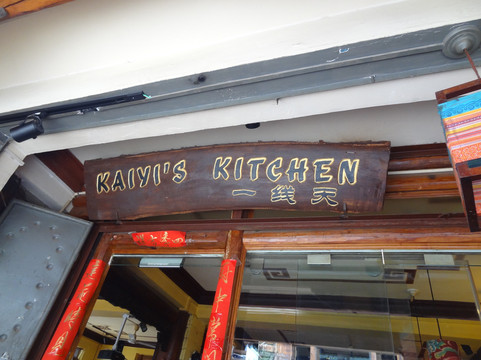 KAIYI'S KITCHEN
一线天